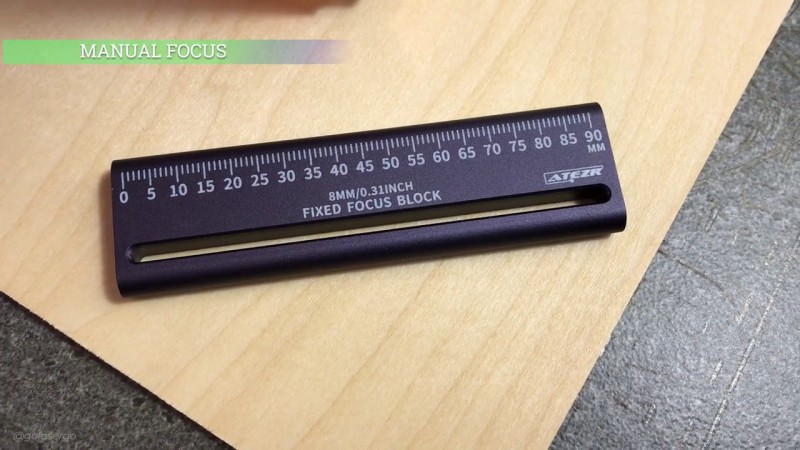 MANUAL FOCUS
0 5 10 15 20 25 30 35 40 45 50 55 60 65 70 75 80 85 90
MM
ATEZR
8MM/0.31INCH
FIXED FOCUS BLOCK